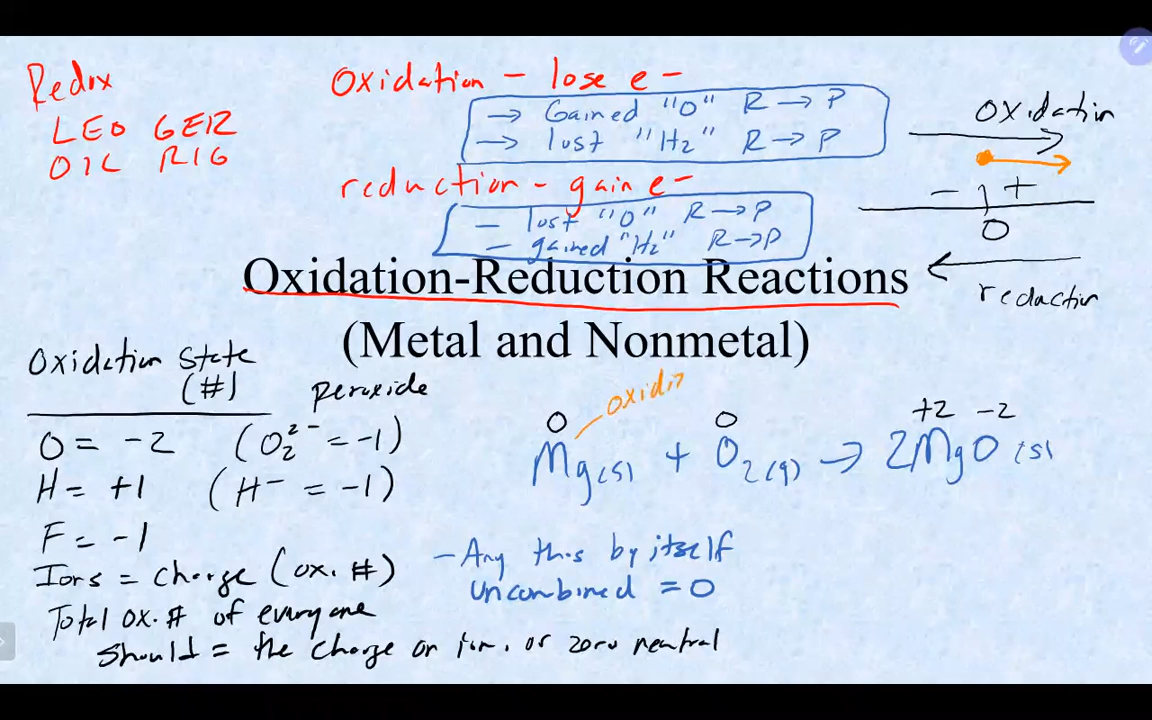 Redox
LEO GER
OIL RIG
Oxidation - lose e-
→ Gained "O" R → P
→ lost "H2" R → P
reduction - gain e-
= lost "O" R → P
= gained "H2" R → P
oxidation
- | +
0
reduction
Oxidation-Reduction Reactions
(Metal and Nonmetal)
Oxidation State
(#)
peroxide
O = -2 (O₂²⁻ = -1)
H = +1 (H⁻ = -1)
F = -1
Ions = charge (ox. #)
Total ox. # of everyone
should = the charge on ion. or zero neutral
oxidiz
0 0 +2 -2
Mg(s) + O₂(g) → 2MgO(s)
- Any this by itself
uncombined = 0